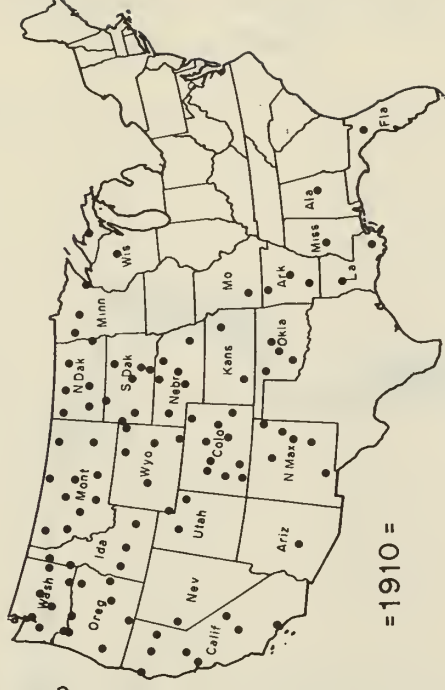 Wash
Oreg
Calif
Nev
Ida
Mont
Wyo
Utah
Ariz
Colo
N Max
N Dak
S Dak
Nebr
Kans
Okla
Minn
Wis
Mo
Ark
La
Miss
Ala
Fla
=1910=